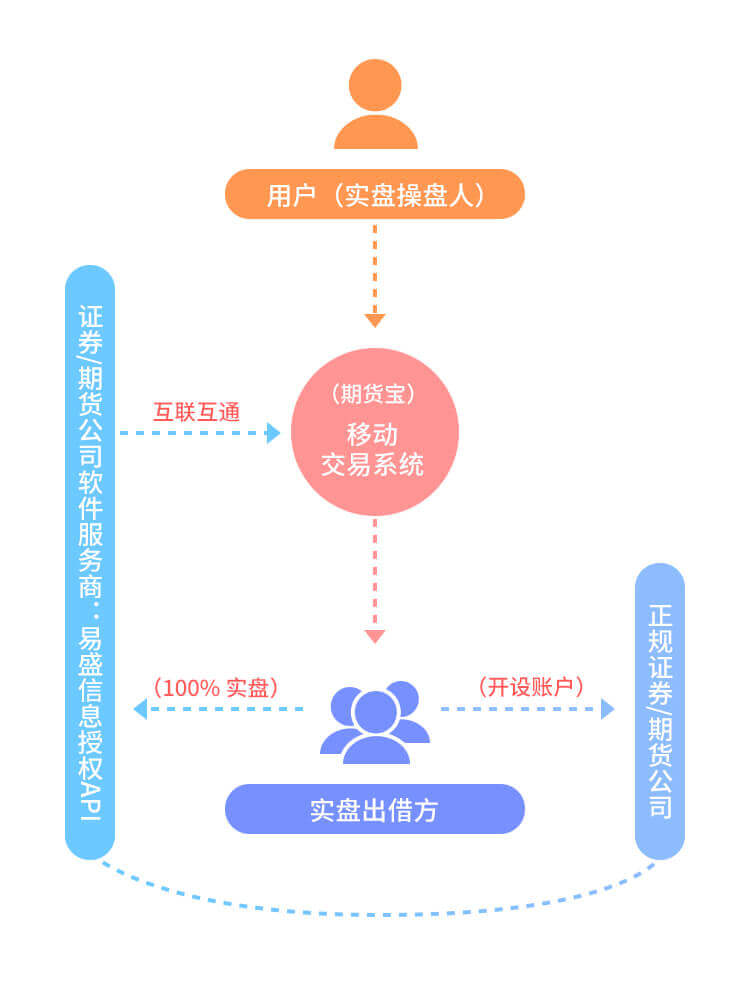 用户（实盘操盘人）
证券/期货公司软件服务商：易盛信息授权API
互联互通
（期货宝）
移动
交易系统
（100% 实盘）
（开设账户）
实盘出借方
正规证券/期货公司